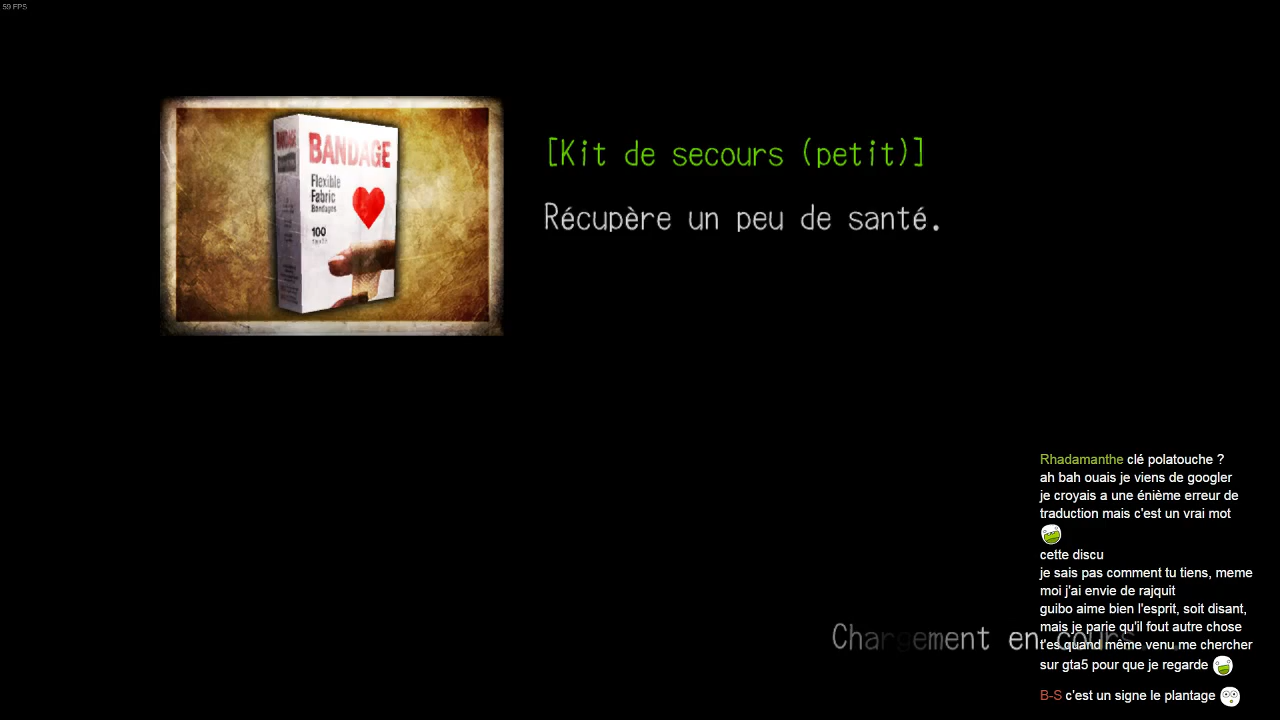 59 FPS
BANDAGE
Flexible
Fabric
Bandages
100
[Kit de secours (petit)]
Récupère un peu de santé.
Chargement en cours
Rhadamanthe clé polatouche ?
ah bah ouais je viens de googler
je croyais a une énième erreur de
traduction mais c'est un vrai mot
cette discu
je sais pas comment tu tiens, meme
moi j'ai envie de rajquit
guibo aime bien l'esprit, soit disant,
mais je parie qu'il fout autre chose
t'es quand même venu me chercher
sur gta5 pour que je regarde
B-S c'est un signe le plantage